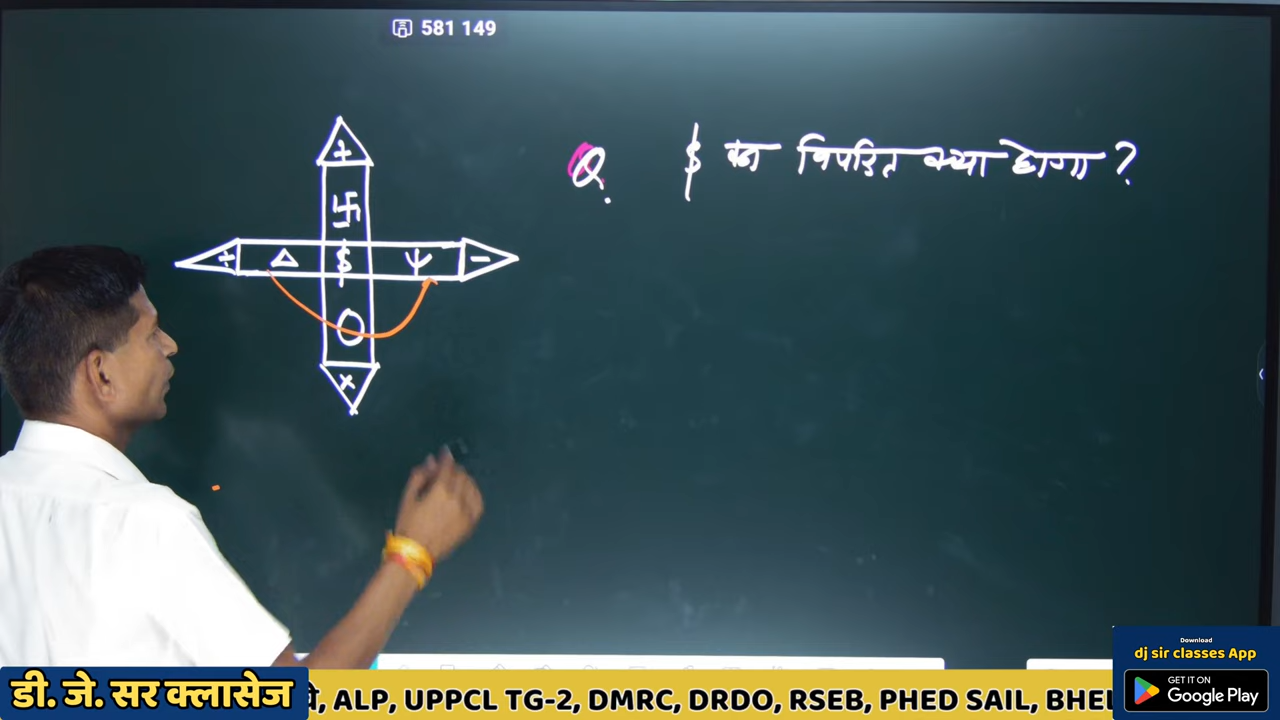 581 149
+
卐
÷ △ $ Ψ −
O
×
Q. $ का विपरित क्या होगा ?
डी. जे. सर क्लासेज
, ALP, UPPCL TG-2, DMRC, DRDO, RSEB, PHED SAIL, BHEL
Download
dj sir classes App
GET IT ON
Google Play